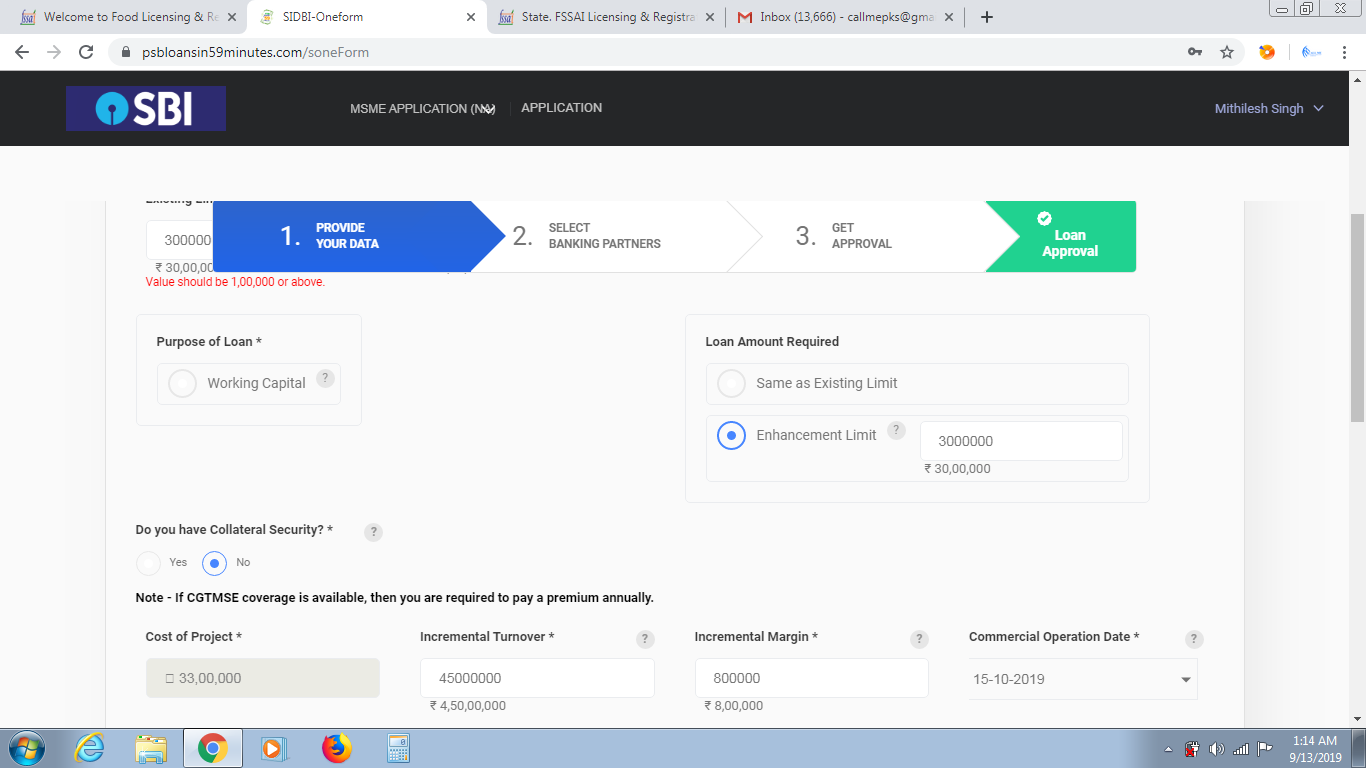 Welcome to Food Licensing & Re
SIDBI-Oneform
State. FSSAI Licensing & Registra
Inbox (13,666) - callmepks@gma
psbloansin59minutes.com/soneForm
SBI
MSME APPLICATION
APPLICATION
Mithilesh Singh
1. PROVIDE YOUR DATA
2. SELECT BANKING PARTNERS
3. GET APPROVAL
Loan Approval
300000
₹ 30,00,00
Value should be 1,00,000 or above.
Purpose of Loan *
Working Capital ?
Loan Amount Required
Same as Existing Limit
Enhancement Limit ? 3000000
₹ 30,00,000
Do you have Collateral Security? * ?
Yes No
Note - If CGTMSE coverage is available, then you are required to pay a premium annually.
Cost of Project * Incremental Turnover * ? Incremental Margin * ? Commercial Operation Date * ?
33,00,000 45000000 800000 15-10-2019
₹ 4,50,00,000 ₹ 8,00,000
1:14 AM
9/13/2019